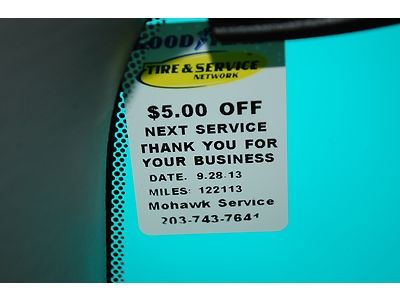 OOD
TIRE & SERVICE
NETWORK
$5.00 OFF
NEXT SERVICE
THANK YOU FOR
YOUR BUSINESS
DATE. 9.28.13
MILES: 122113
Mohawk Service
203-743-7641